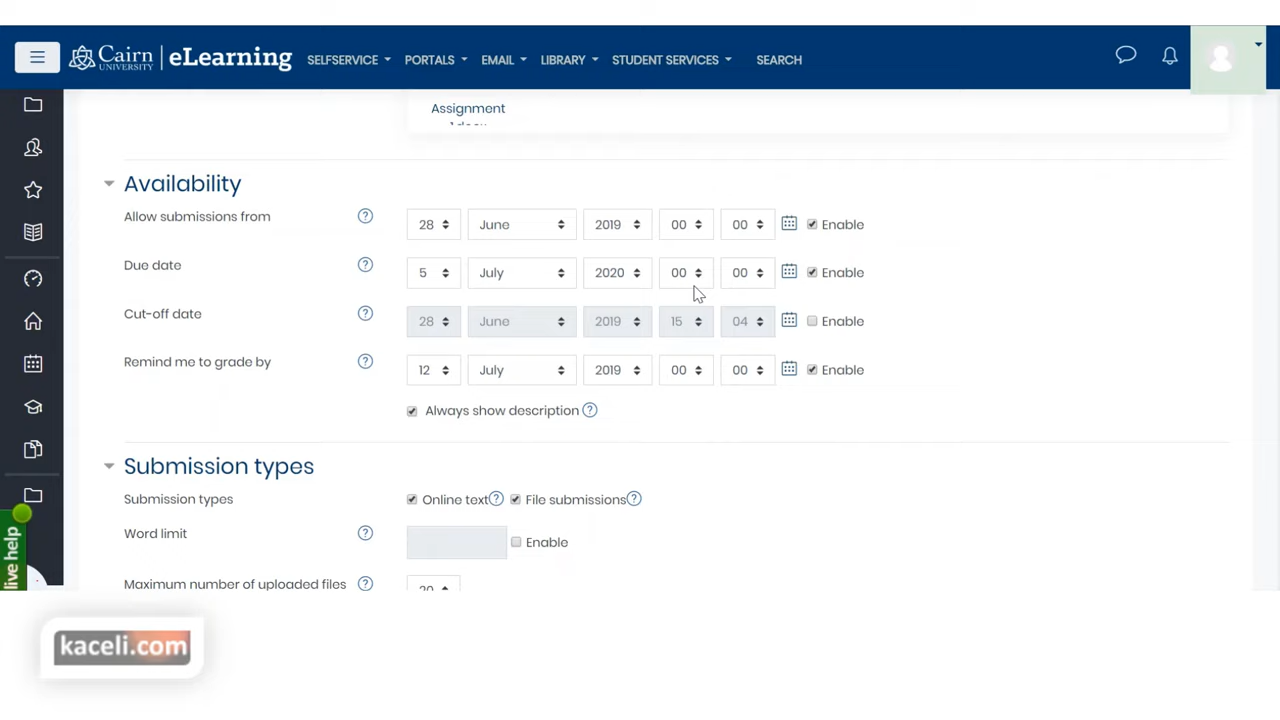 Cairn UNIVERSITY eLearning SELFSERVICE PORTALS EMAIL LIBRARY STUDENT SERVICES SEARCH
Assignment
1.docx
Availability
Allow submissions from 28 June 2019 00 00 Enable
Due date 5 July 2020 00 00 Enable
Cut-off date 28 June 2019 15 04 Enable
Remind me to grade by 12 July 2019 00 00 Enable
Always show description
Submission types
Submission types Online text File submissions
Word limit Enable
Maximum number of uploaded files 20
live help
kaceli.com